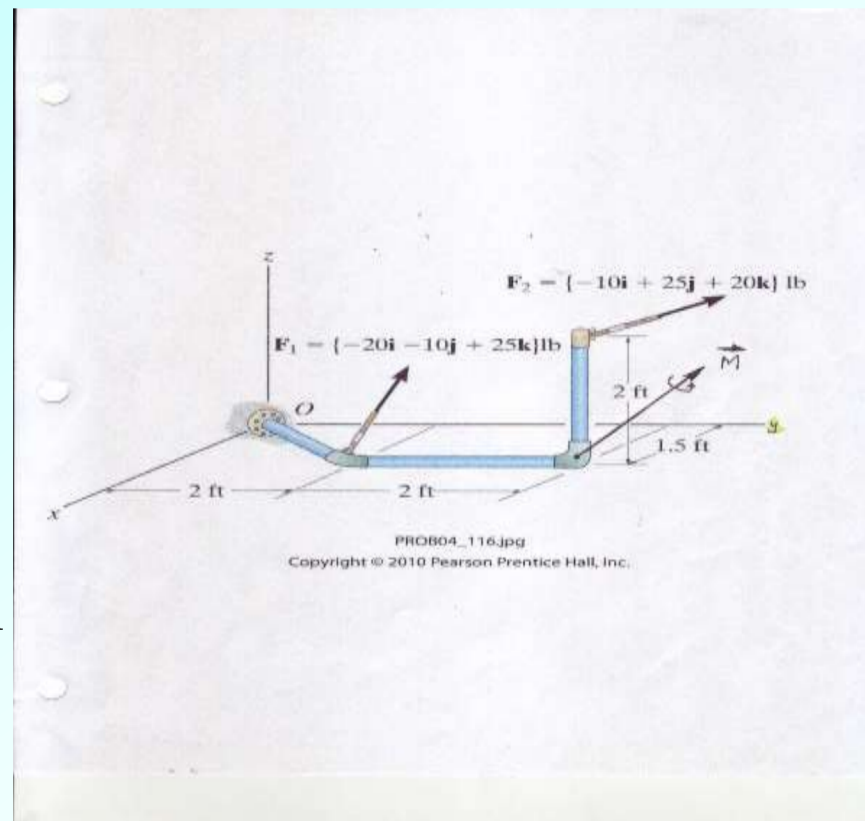 z
F₂ = {−10i + 25j + 20k} lb
F₁ = {−20i −10j + 25k}lb
M
O
2 ft
y
1.5 ft
2 ft
2 ft
x
PROB04_116.jpg
Copyright © 2010 Pearson Prentice Hall, Inc.